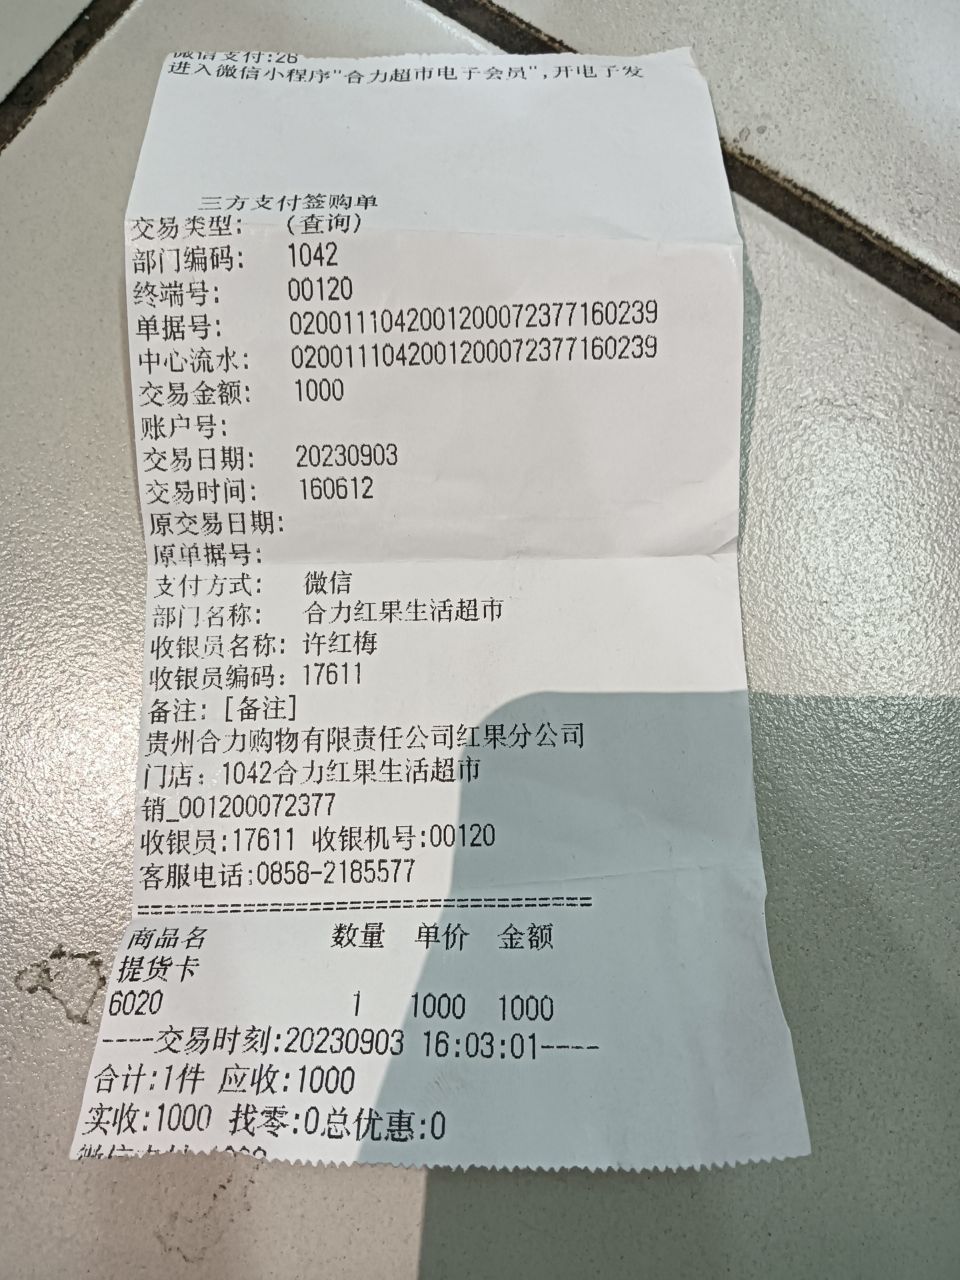 微信支付:26
进入微信小程序"合力超市电子会员",开电子发
三方支付签购单
交易类型: (查询)
部门编码: 1042
终端号: 00120
单据号: 02001110420012000072377160239
中心流水: 02001110420012000072377160239
交易金额: 1000
账户号:
交易日期: 20230903
交易时间: 160612
原交易日期:
原单据号:
支付方式: 微信
部门名称: 合力红果生活超市
收银员名称: 许红梅
收银员编码: 17611
备注: [备注]
贵州合力购物有限责任公司红果分公司
门店: 1042合力红果生活超市
销_001200072377
收银员:17611 收银机号:00120
客服电话:0858-2185577
================================
商品名 数量 单价 金额
提货卡
6020 1 1000 1000
----交易时刻:20230903 16:03:01----
合计:1件 应收:1000
实收:1000 找零:0总优惠:0